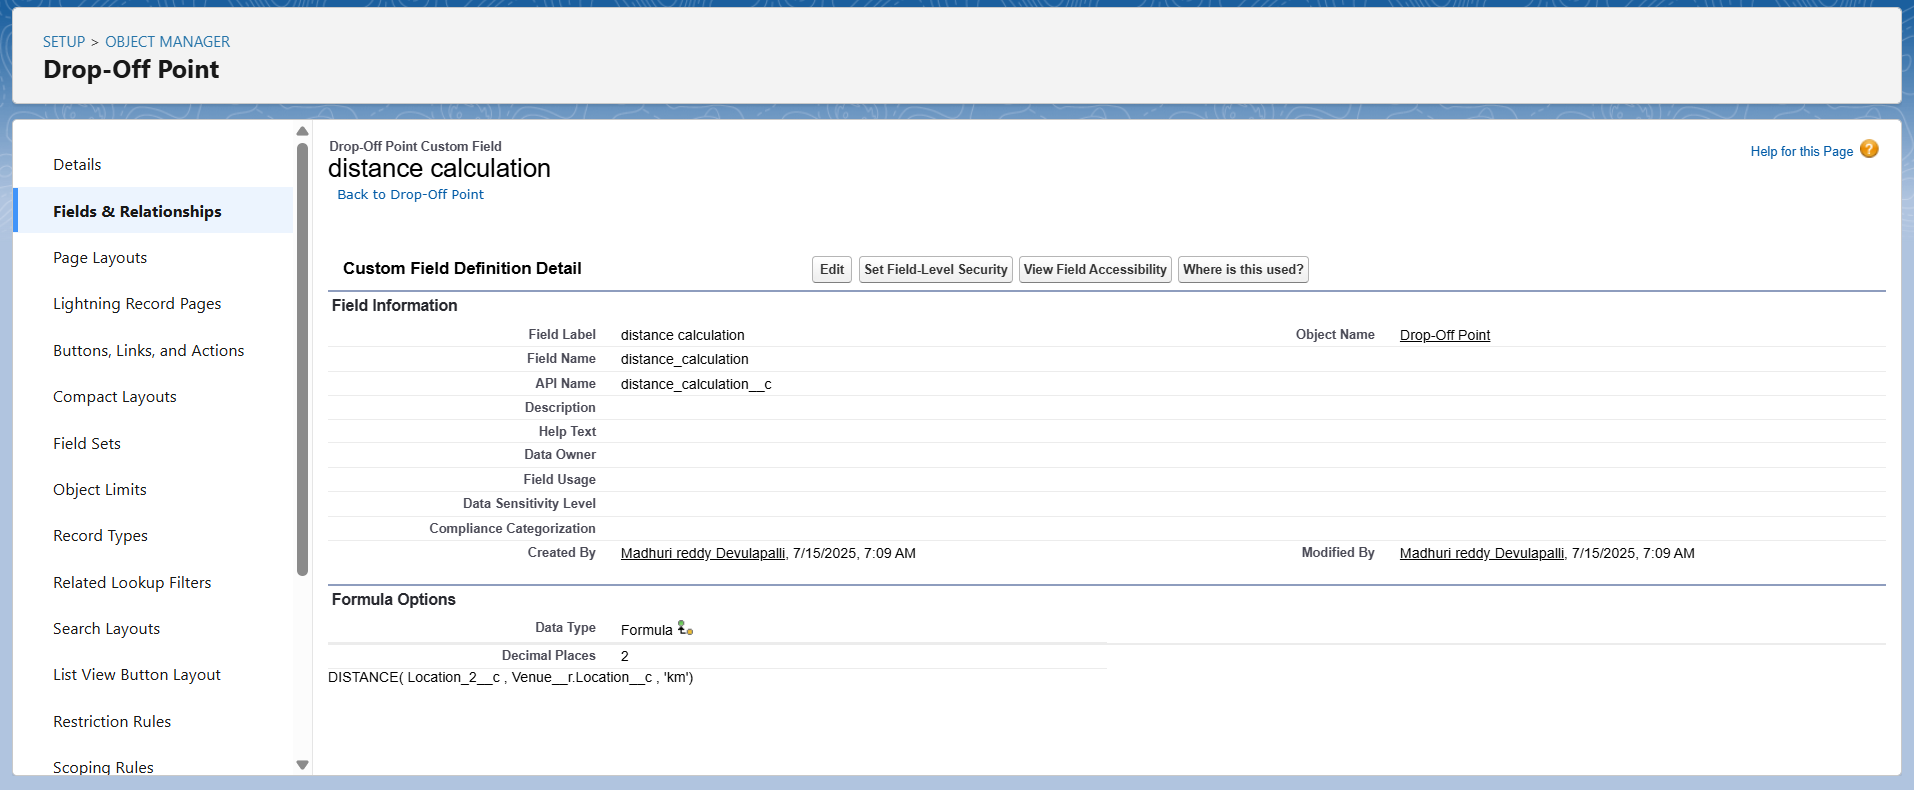 SETUP > OBJECT MANAGER
Drop-Off Point
Details
Fields & Relationships
Page Layouts
Lightning Record Pages
Buttons, Links, and Actions
Compact Layouts
Field Sets
Object Limits
Record Types
Related Lookup Filters
Search Layouts
List View Button Layout
Restriction Rules
Scoping Rules
Drop-Off Point Custom Field
distance calculation
Back to Drop-Off Point
Help for this Page ?
Custom Field Definition Detail Edit Set Field-Level Security View Field Accessibility Where is this used?
Field Information
Field Label distance calculation Object Name Drop-Off Point
Field Name distance_calculation
API Name distance_calculation__c
Description
Help Text
Data Owner
Field Usage
Data Sensitivity Level
Compliance Categorization
Created By Madhuri reddy Devulapalli, 7/15/2025, 7:09 AM Modified By Madhuri reddy Devulapalli, 7/15/2025, 7:09 AM
Formula Options
Data Type Formula
Decimal Places 2
DISTANCE( Location_2__c , Venue__r.Location__c , 'km')